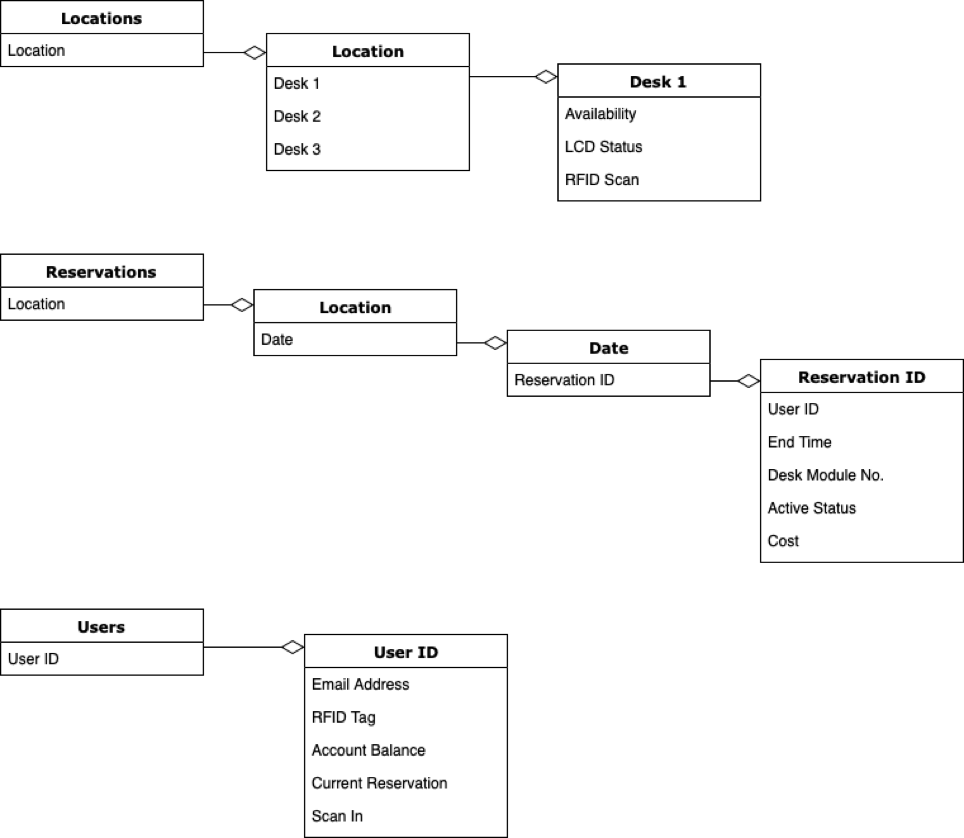 Locations
Location
Location
Desk 1
Desk 2
Desk 3
Desk 1
Availability
LCD Status
RFID Scan
Reservations
Location
Location
Date
Date
Reservation ID
Reservation ID
User ID
End Time
Desk Module No.
Active Status
Cost
Users
User ID
User ID
Email Address
RFID Tag
Account Balance
Current Reservation
Scan In